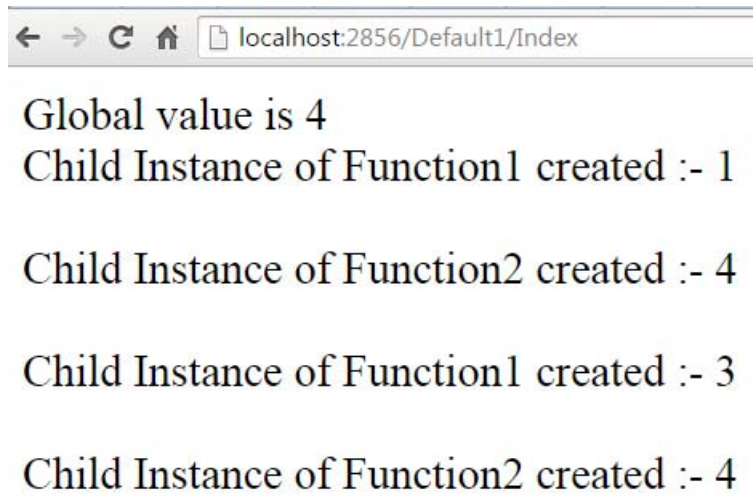 localhost:2856/Default1/Index
Global value is 4
Child Instance of Function1 created :- 1
Child Instance of Function2 created :- 4
Child Instance of Function1 created :- 3
Child Instance of Function2 created :- 4